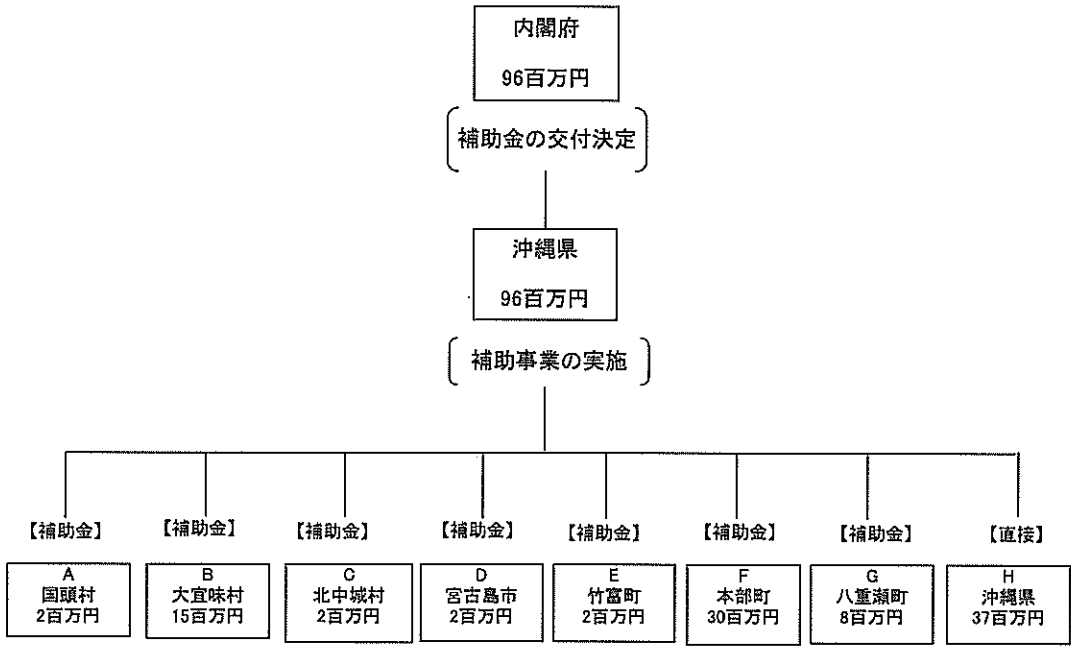 内閣府
96百万円
補助金の交付決定
沖縄県
96百万円
補助事業の実施
【補助金】 【補助金】 【補助金】 【補助金】 【補助金】 【補助金】 【補助金】 【直接】
A
国頭村
2百万円
B
大宜味村
15百万円
C
北中城村
2百万円
D
宮古島市
2百万円
E
竹富町
2百万円
F
本部町
30百万円
G
八重瀬町
8百万円
H
沖縄県
37百万円